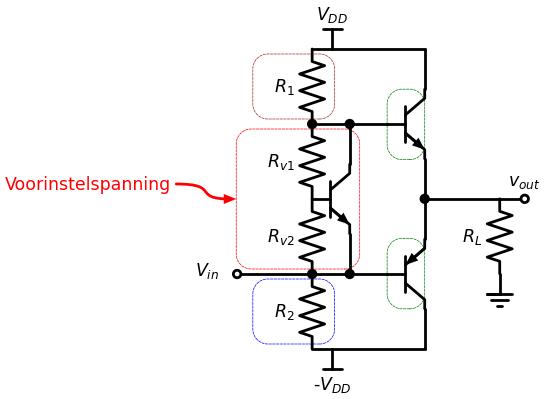 V_DD
R_1
R_v1
Voorinstelspanning
v_out
R_v2
R_L
V_in
R_2
-V_DD